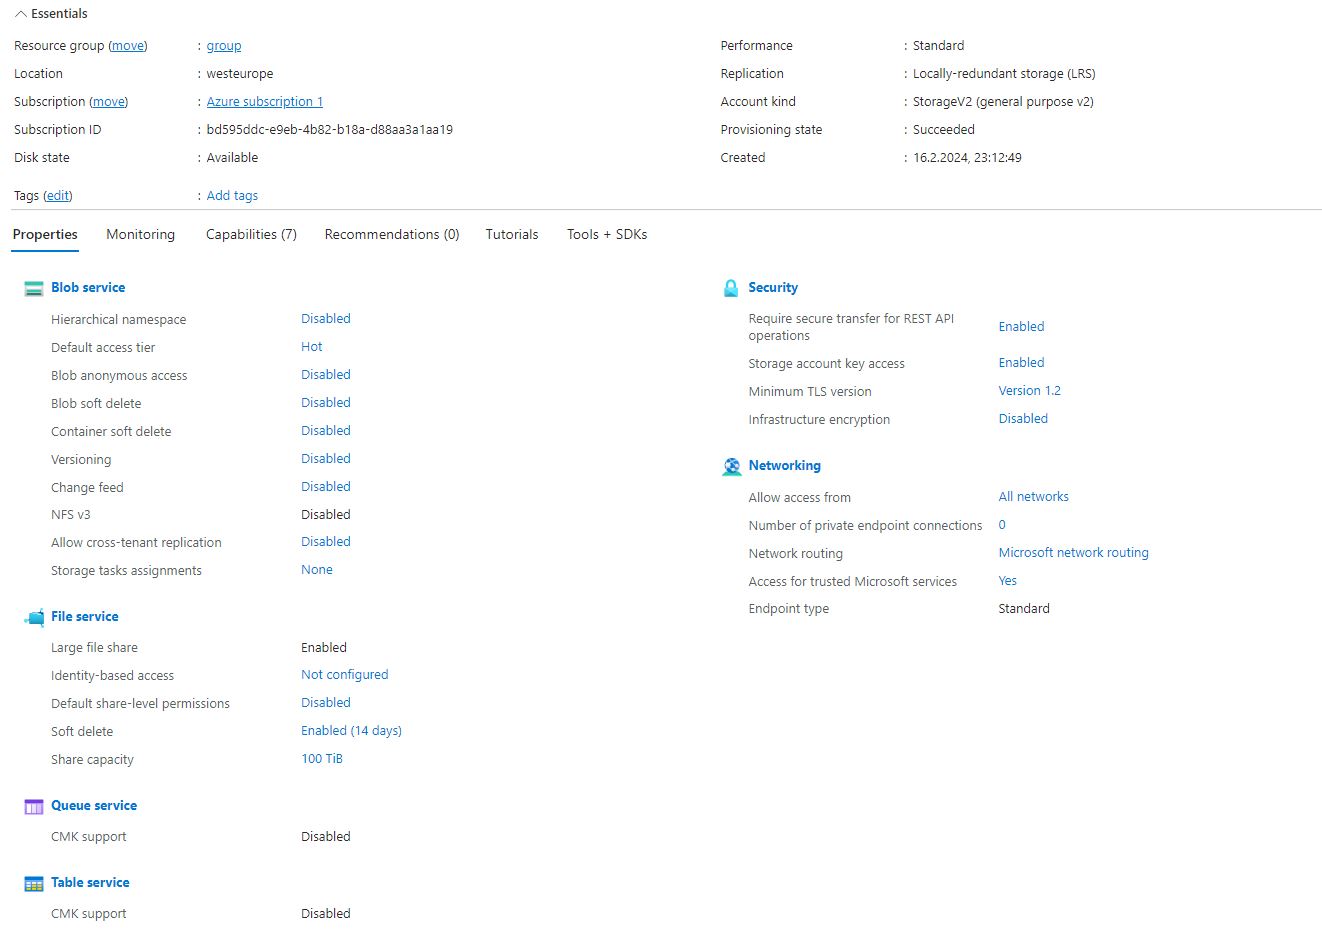 Essentials
Resource group (move) : group
Location : westeurope
Subscription (move) : Azure subscription 1
Subscription ID : bd595ddc-e9eb-4b82-b18a-d88aa3a1aa19
Disk state : Available
Tags (edit) : Add tags
Performance : Standard
Replication : Locally-redundant storage (LRS)
Account kind : StorageV2 (general purpose v2)
Provisioning state : Succeeded
Created : 16.2.2024, 23:12:49
Properties Monitoring Capabilities (7) Recommendations (0) Tutorials Tools + SDKs
Blob service
Hierarchical namespace Disabled
Default access tier Hot
Blob anonymous access Disabled
Blob soft delete Disabled
Container soft delete Disabled
Versioning Disabled
Change feed Disabled
NFS v3 Disabled
Allow cross-tenant replication Disabled
Storage tasks assignments None
File service
Large file share Enabled
Identity-based access Not configured
Default share-level permissions Disabled
Soft delete Enabled (14 days)
Share capacity 100 TiB
Queue service
CMK support Disabled
Table service
CMK support Disabled
Security
Require secure transfer for REST API
operations Enabled
Storage account key access Enabled
Minimum TLS version Version 1.2
Infrastructure encryption Disabled
Networking
Allow access from All networks
Number of private endpoint connections 0
Network routing Microsoft network routing
Access for trusted Microsoft services Yes
Endpoint type Standard